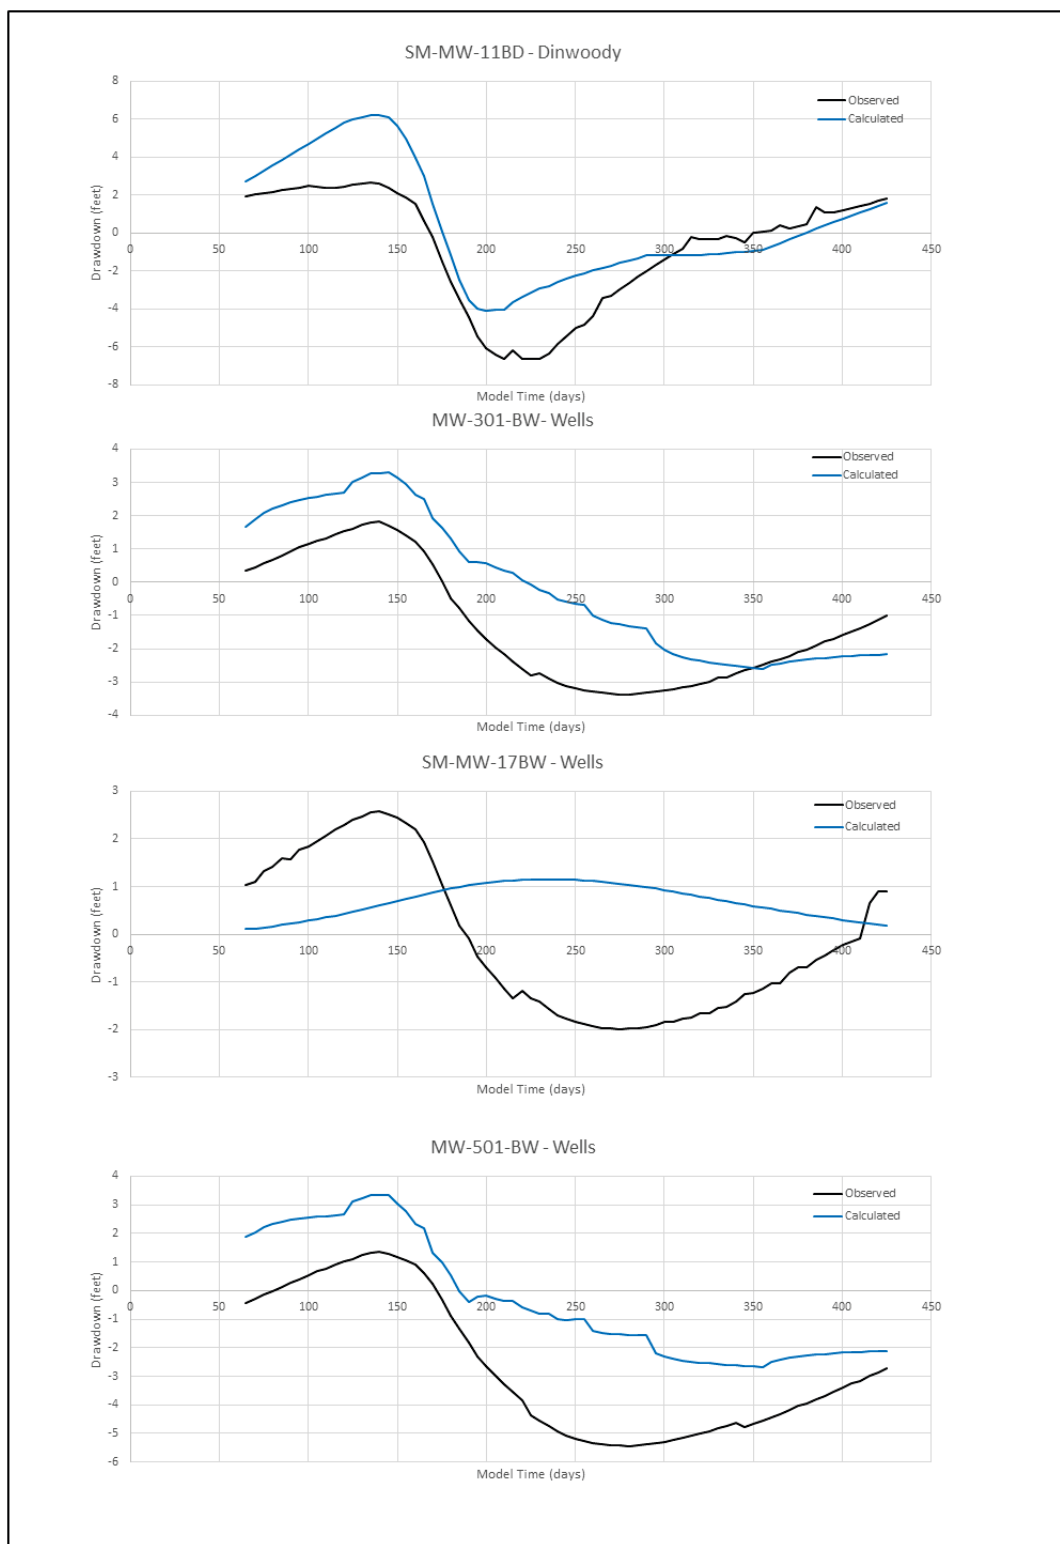 SM-MW-11BD - Dinwoody
8
6
4
2
0
-2
-4
-6
-8
Drawdown (feet)
0 50 100 150 200 250 300 350 400 450
Observed
Calculated
Model Time (days)
MW-301-BW- Wells
4
3
2
1
0
-1
-2
-3
-4
Drawdown (feet)
0 50 100 150 200 250 300 350 400 450
Observed
Calculated
Model Time (days)
SM-MW-17BW - Wells
3
2
1
0
-1
-2
-3
Drawdown (feet)
0 50 100 150 200 250 300 350 400 450
Observed
Calculated
Model Time (days)
MW-501-BW - Wells
4
3
2
1
0
-1
-2
-3
-4
-5
-6
Drawdown (feet)
0 50 100 150 200 250 300 350 400 450
Observed
Calculated
Model Time (days)